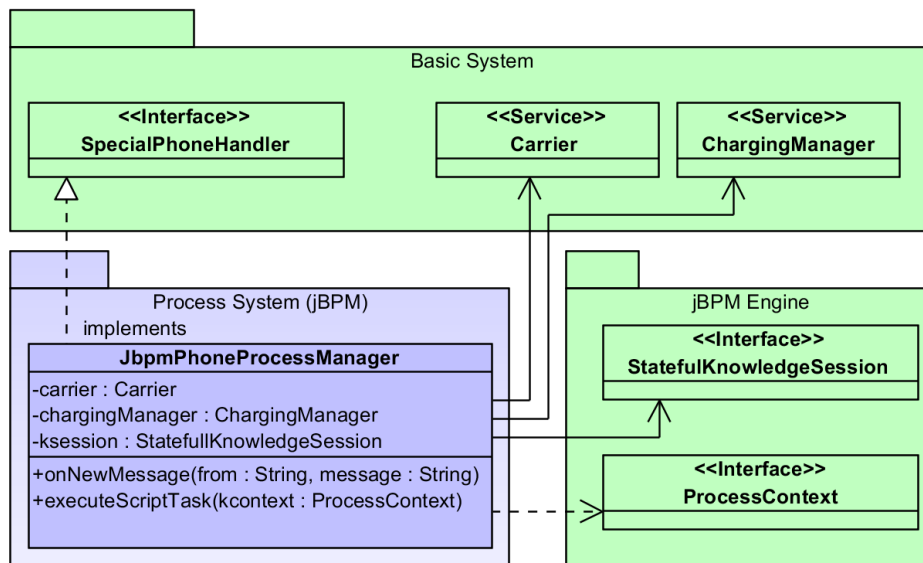 Basic System
<<Interface>>
SpecialPhoneHandler
<<Service>>
Carrier
<<Service>>
ChargingManager
Process System (jBPM)
implements
JbpmPhoneProcessManager
-carrier : Carrier
-chargingManager : ChargingManager
-ksession : StatefullKnowledgeSession
+onNewMessage(from : String, message : String)
+executeScriptTask(kcontext : ProcessContext)
jBPM Engine
<<Interface>>
StatefulKnowledgeSession
<<Interface>>
ProcessContext